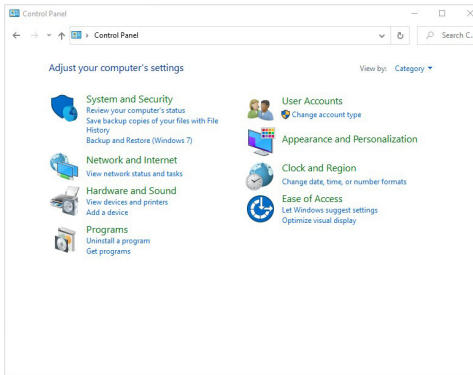 Control Panel
Control Panel
Search C...
Adjust your computer's settings
View by: Category
System and Security
Review your computer's status
Save backup copies of your files with File
History
Backup and Restore (Windows 7)
Network and Internet
View network status and tasks
Hardware and Sound
View devices and printers
Add a device
Programs
Uninstall a program
Get programs
User Accounts
Change account type
Appearance and Personalization
Clock and Region
Change date, time, or number formats
Ease of Access
Let Windows suggest settings
Optimize visual display